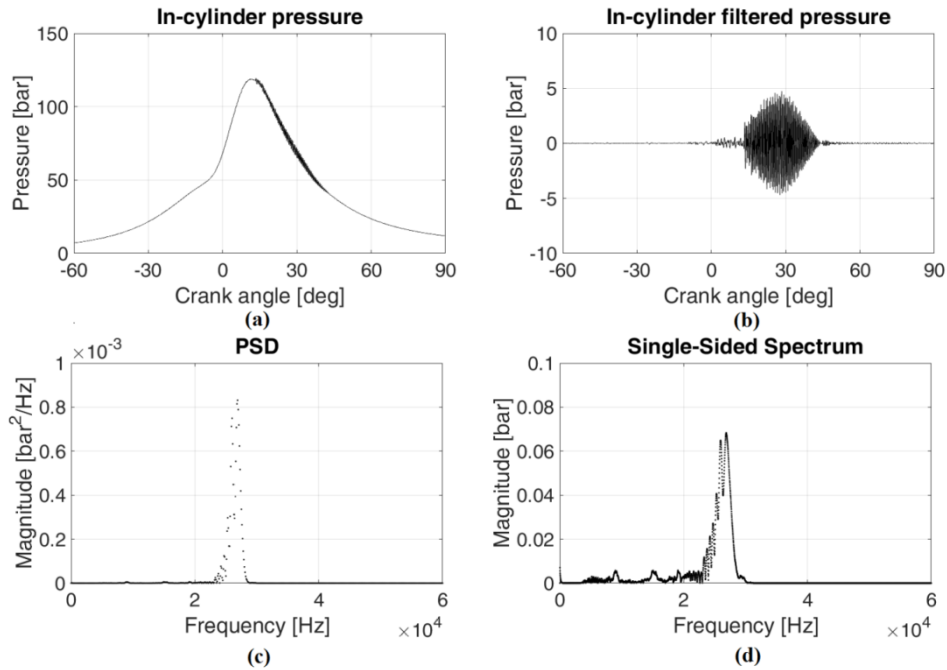 In-cylinder pressure
150
100
50
0
Pressure [bar]
-60 -30 0 30 60 90
Crank angle [deg]
(a)
In-cylinder filtered pressure
10
5
0
-5
-10
Pressure [bar]
-60 -30 0 30 60 90
Crank angle [deg]
(b)
×10⁻³
PSD
1
0.8
0.6
0.4
0.2
0
Magnitude [bar²/Hz]
0 2 4 6
Frequency [Hz] ×10⁴
(c)
Single-Sided Spectrum
0.1
0.08
0.06
0.04
0.02
0
Magnitude [bar]
0 2 4 6
Frequency [Hz] ×10⁴
(d)